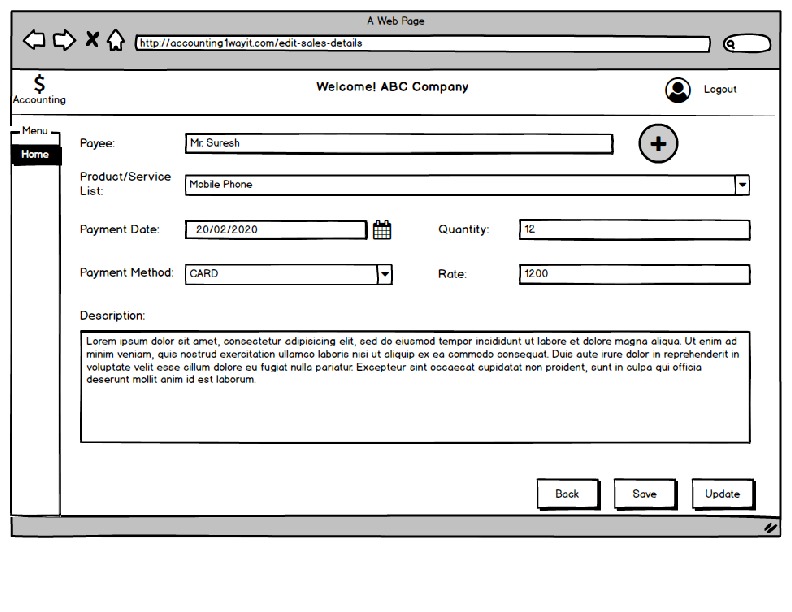 A Web Page
http://accounting1wayit.com/edit-sales-details
$
Accounting
Welcome! ABC Company
Logout
Menu
Home
Payee:
Mr. Suresh
Product/Service
List:
Mobile Phone
Payment Date:
20/02/2020
Quantity:
12
Payment Method:
CARD
Rate:
1200
Description:
Lorem ipsum dolor sit amet, consectetur adipisicing elit, sed do eiusmod tempor incididunt ut labore et dolore magna aliqua. Ut enim ad
minim veniam, quis nostrud exercitation ullamco laboris nisi ut aliquip ex ea commodo consequat. Duis aute irure dolor in reprehenderit in
voluptate velit esse cillum dolore eu fugiat nulla pariatur. Excepteur sint occaecat cupidatat non proident, sunt in culpa qui officia
deserunt mollit anim id est laborum.
Back
Save
Update